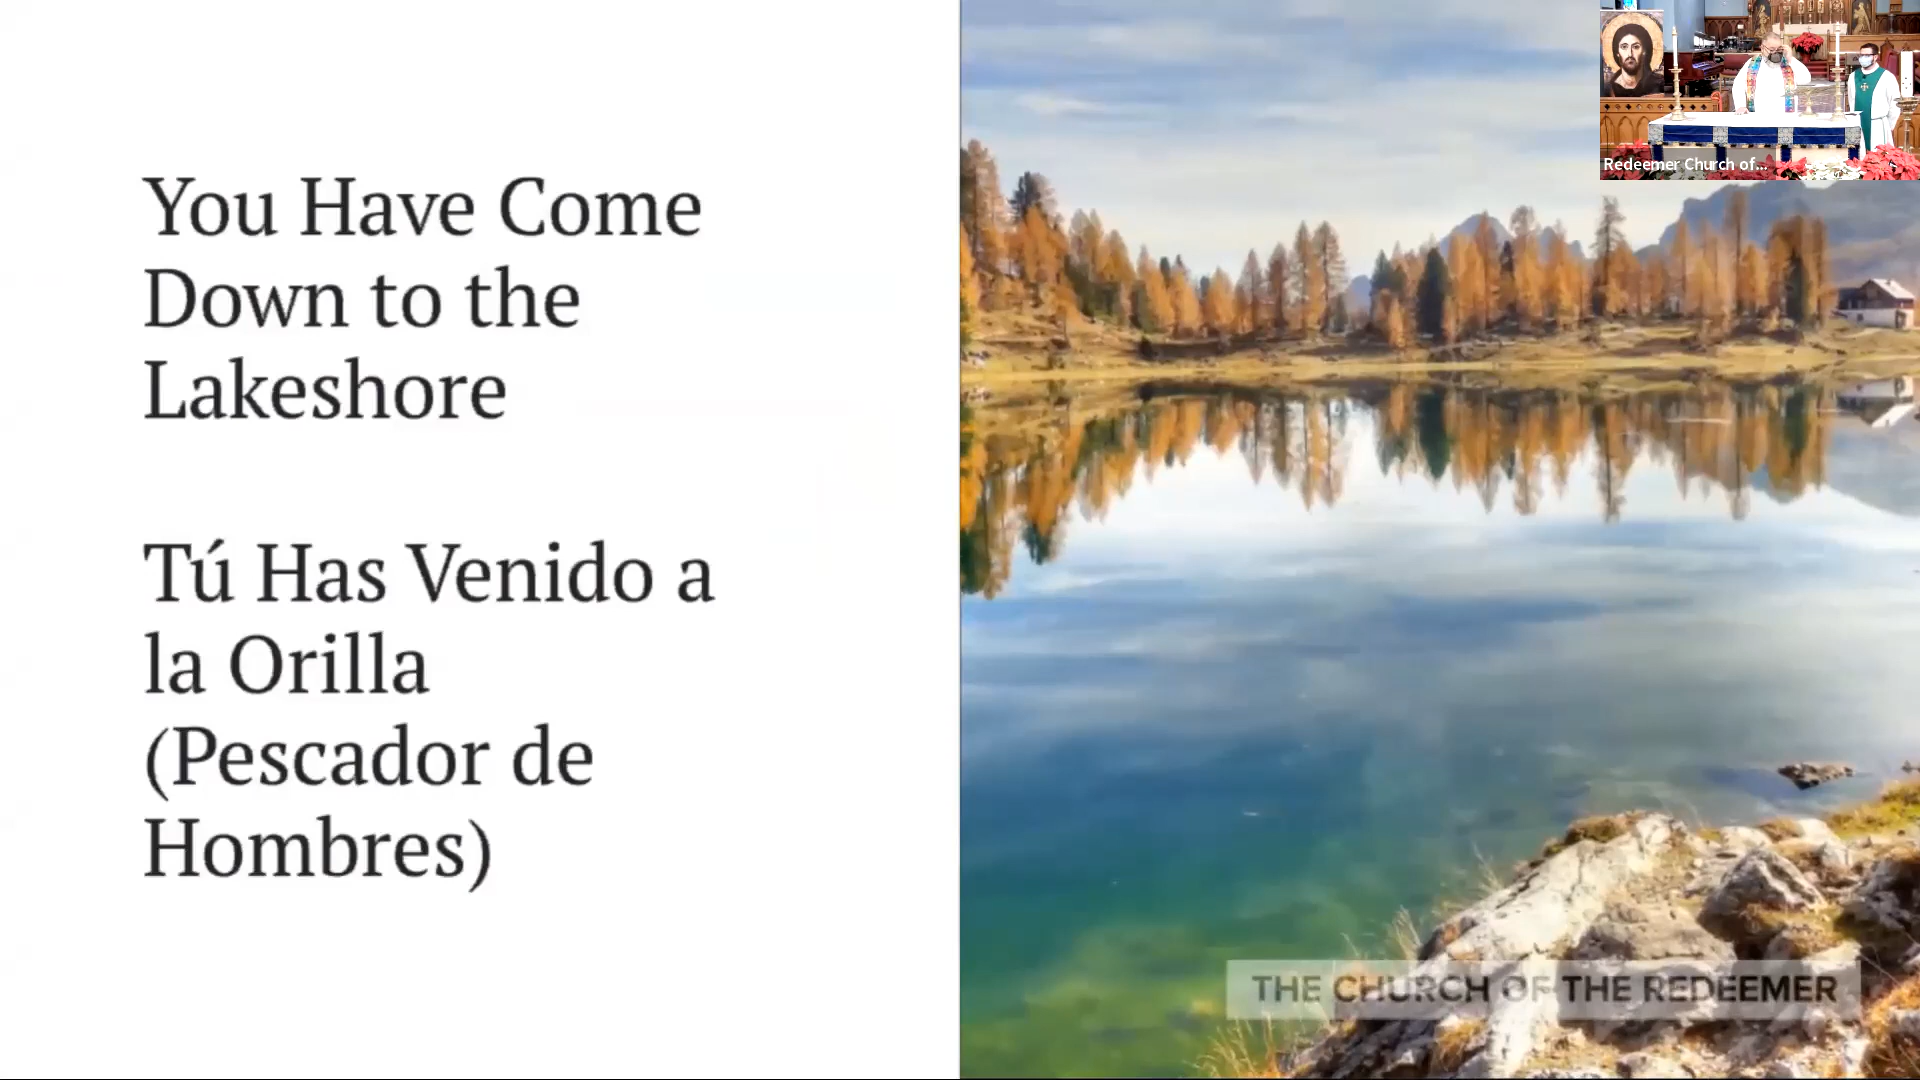 You Have Come
Down to the
Lakeshore
Tú Has Venido a
la Orilla
(Pescador de
Hombres)
Redeemer Church of...
THE CHURCH OF THE REDEEMER